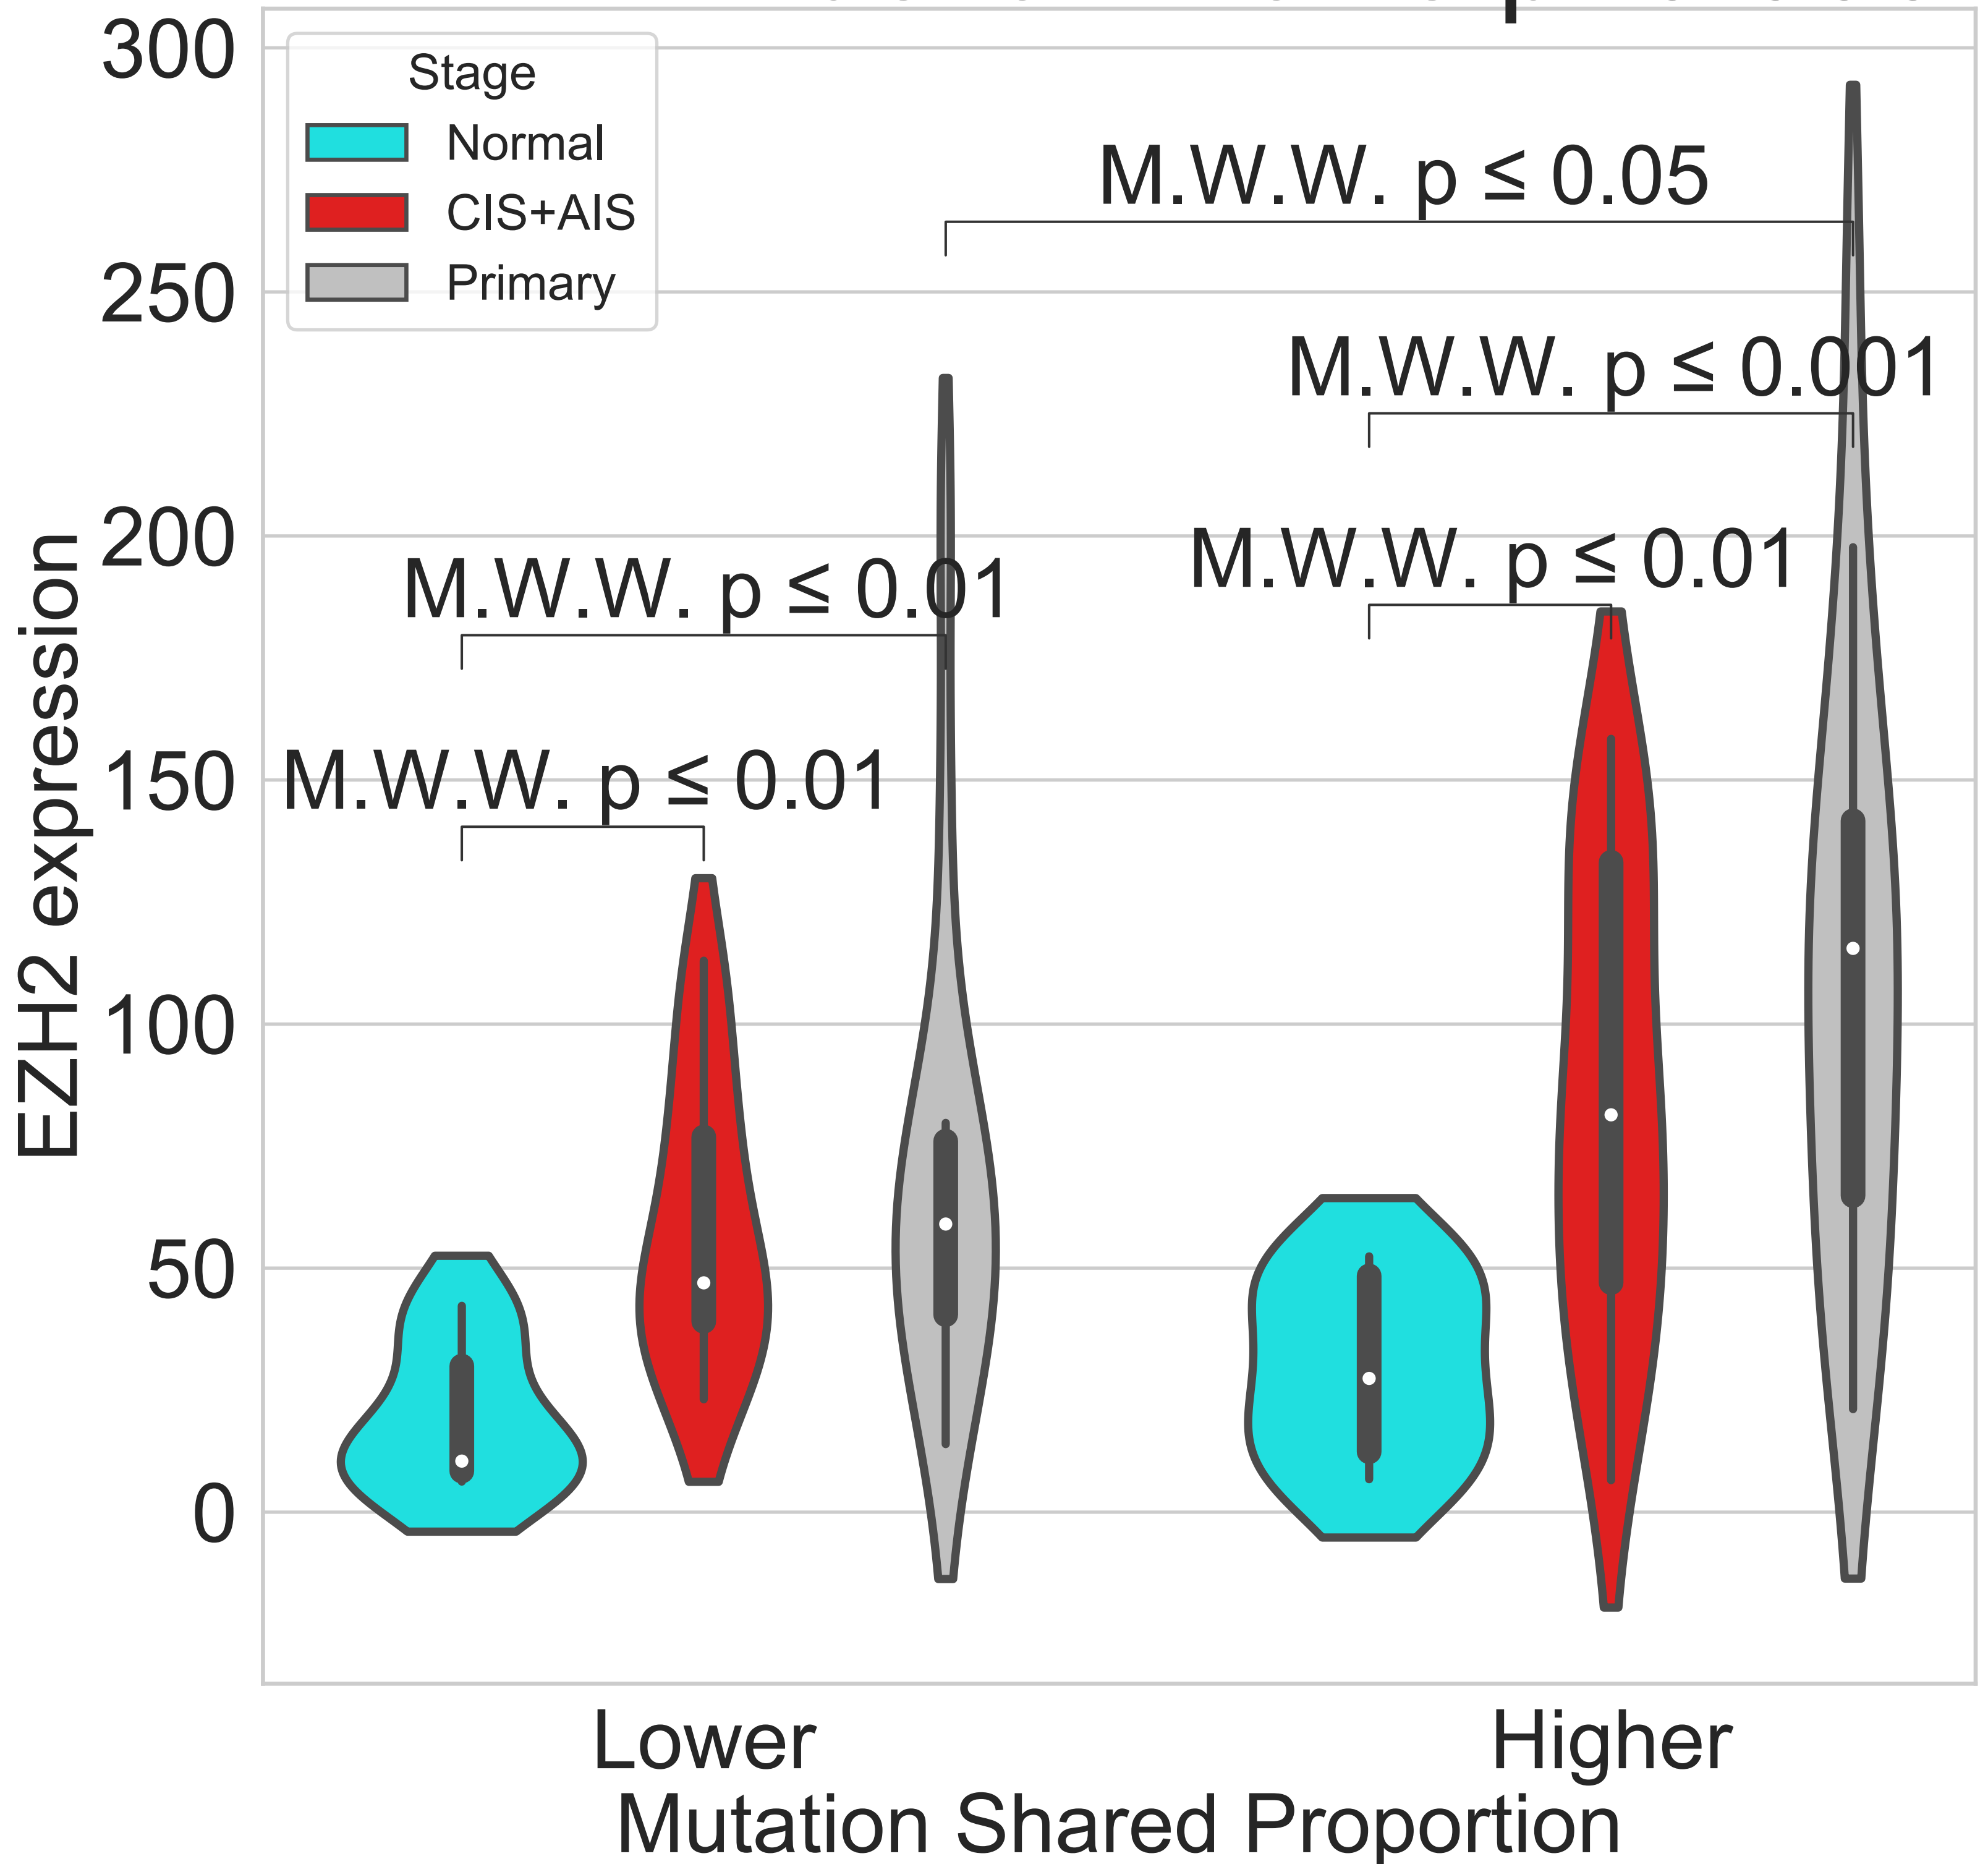 300
250
200
150
100
50
0
EZH2 expression
Stage
Normal
CIS+AIS
Primary
M.W.W. p ≤ 0.05
M.W.W. p ≤ 0.001
M.W.W. p ≤ 0.01
M.W.W. p ≤ 0.01
M.W.W. p ≤ 0.01
Lower
Higher
Mutation Shared Proportion